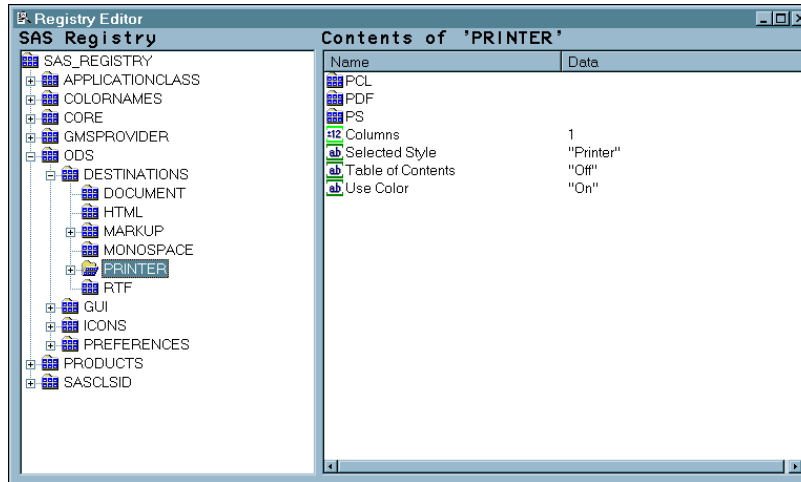 Registry Editor
SAS Registry
SAS_REGISTRY
APPLICATIONCLASS
COLORNAMES
CORE
GMSPROVIDER
ODS
DESTINATIONS
DOCUMENT
HTML
MARKUP
MONOSPACE
PRINTER
RTF
GUI
ICONS
PREFERENCES
PRODUCTS
SASCLSID
Contents of 'PRINTER'
Name Data
PCL
PDF
PS
Columns 1
Selected Style "Printer"
Table of Contents "Off"
Use Color "On"